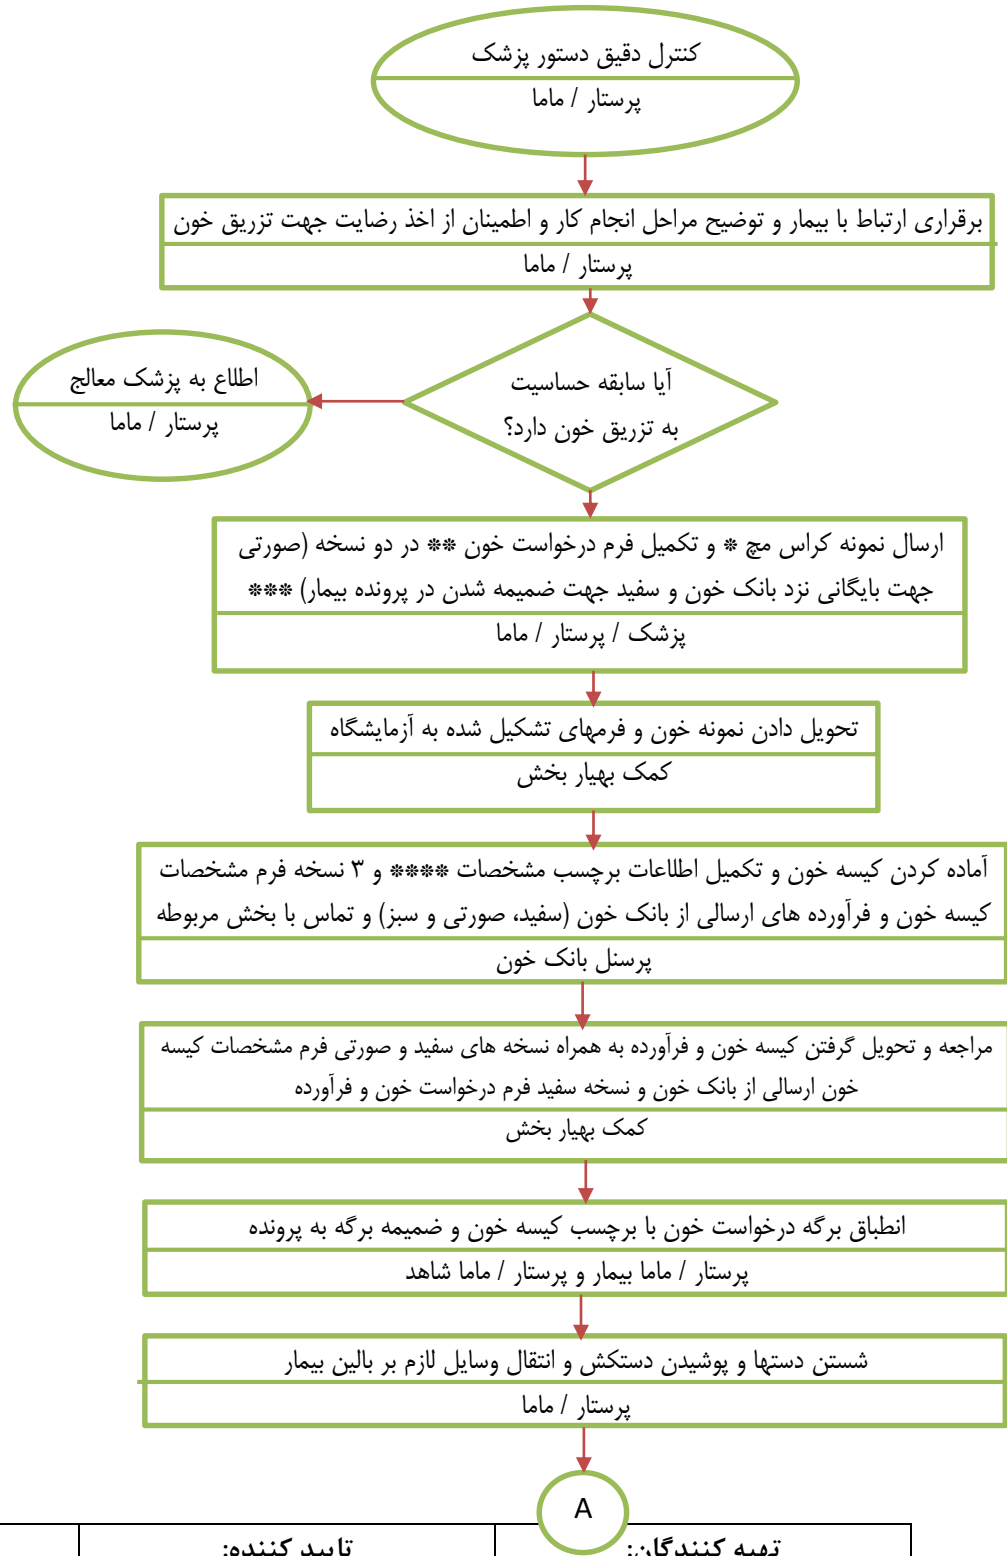 کنترل دقیق دستور پزشک
پرستار / ماما
برقراری ارتباط با بیمار و توضیح مراحل انجام کار و اطمینان از اخذ رضایت جهت تزریق خون
پرستار / ماما
آیا سابقه حساسیت
به تزریق خون دارد؟
اطلاع به پزشک معالج
پرستار / ماما
ارسال نمونه کراس مچ * و تکمیل فرم درخواست خون ** در دو نسخه (صورتی
جهت بایگانی نزد بانک خون و سفید جهت ضمیمه شدن در پرونده بیمار) ***
پزشک / پرستار / ماما
تحویل دادن نمونه خون و فرمهای تشکیل شده به آزمایشگاه
کمک بهیار بخش
آماده کردن کیسه خون و تکمیل اطلاعات برچسب مشخصات **** و ۳ نسخه فرم مشخصات
کیسه خون و فرآورده های ارسالی از بانک خون (سفید، صورتی و سبز) و تماس با بخش مربوطه
پرسنل بانک خون
مراجعه و تحویل گرفتن کیسه خون و فرآورده به همراه نسخه های سفید و صورتی فرم مشخصات کیسه
خون ارسالی از بانک خون و نسخه سفید فرم درخواست خون و فرآورده
کمک بهیار بخش
انطباق برگه درخواست خون با برچسب کیسه خون و ضمیمه برگه به پرونده
پرستار / ماما بیمار و پرستار / ماما شاهد
شستن دستها و پوشیدن دستکش و انتقال وسایل لازم بر بالین بیمار
پرستار / ماما
A
تهیه کنندگان:
تایید کننده: